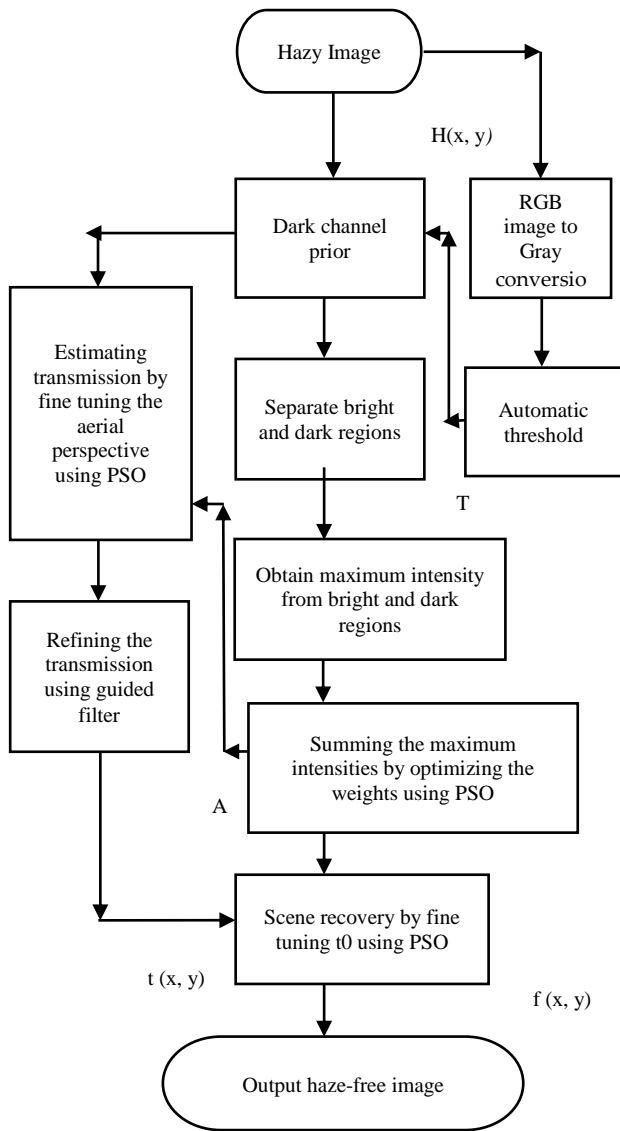 Hazy Image
H(x, y)
RGB
image to
Gray
conversio
Dark channel
prior
Estimating
transmission by
fine tuning the
aerial
perspective
using PSO
Separate bright
and dark regions
Automatic
threshold
T
Obtain maximum intensity
from bright and dark
regions
Refining the
transmission
using guided
filter
Summing the maximum
intensities by optimizing the
weights using PSO
A
Scene recovery by fine
tuning t0 using PSO
t (x, y)
f (x, y)
Output haze-free image